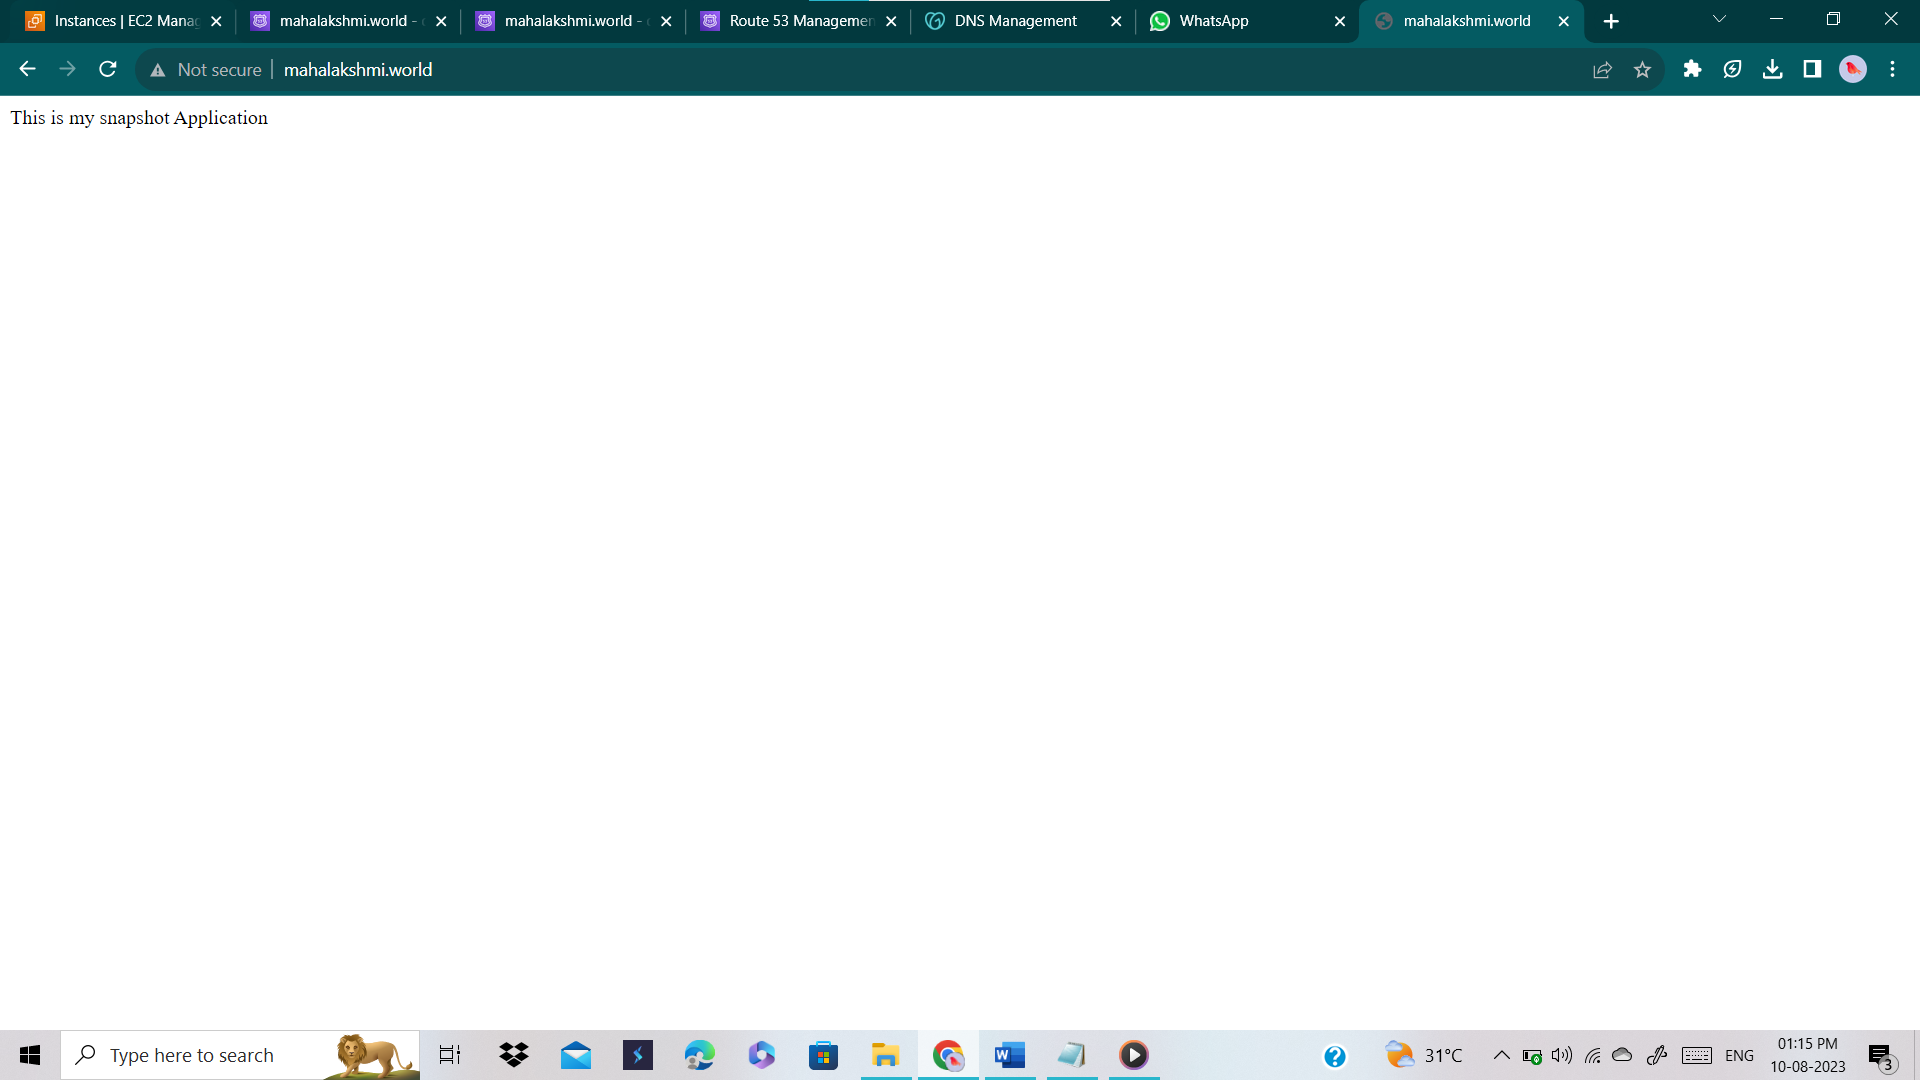 Instances | EC2 Manag
mahalakshmi.world -
mahalakshmi.world -
Route 53 Managemen
DNS Management
WhatsApp
mahalakshmi.world
Not secure
mahalakshmi.world
This is my snapshot Application
Type here to search
31°C
ENG
01:15 PM
10-08-2023
3